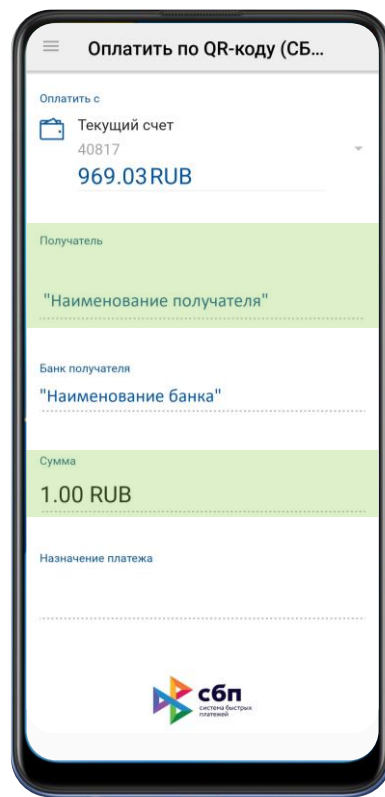 Оплатить по QR-коду (СБ...
Оплатить с
Текущий счет
40817
969.03 RUB
Получатель
"Наименование получателя"
Банк получателя
"Наименование банка"
Сумма
1.00 RUB
Назначение платежа
сбп
система быстрых
платежей